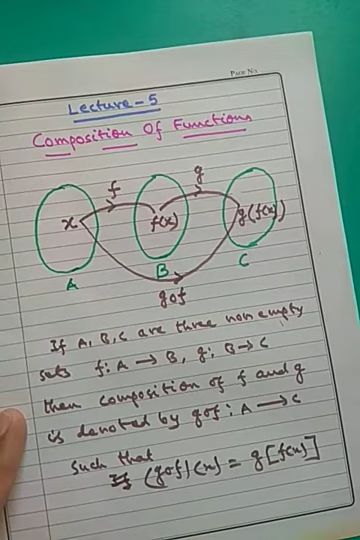 PAGE NO.
Lecture - 5
Composition Of Functions
f
g
x
f(x)
g(f(x))
A
B
C
gof
If A, B, C are three non empty
sets f: A → B, g: B → C
then composition of f and g
is denoted by gof : A → C
such that
(gof)(x) = g[f(x)]